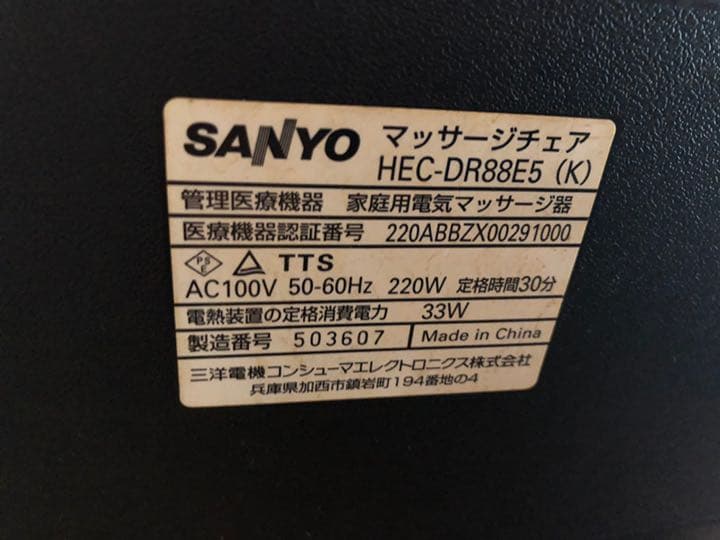 SANYO マッサージチェア
HEC-DR88E5 (K)
管理医療機器 家庭用電気マッサージ器
医療機器認証番号 220ABBZX00291000
PSE TTS
AC100V 50-60Hz 220W 定格時間30分
電熱装置の定格消費電力 33W
製造番号 503607 Made in China
三洋電機コンシューマエレクトロニクス株式会社
兵庫県加西市鎮岩町194番地の4